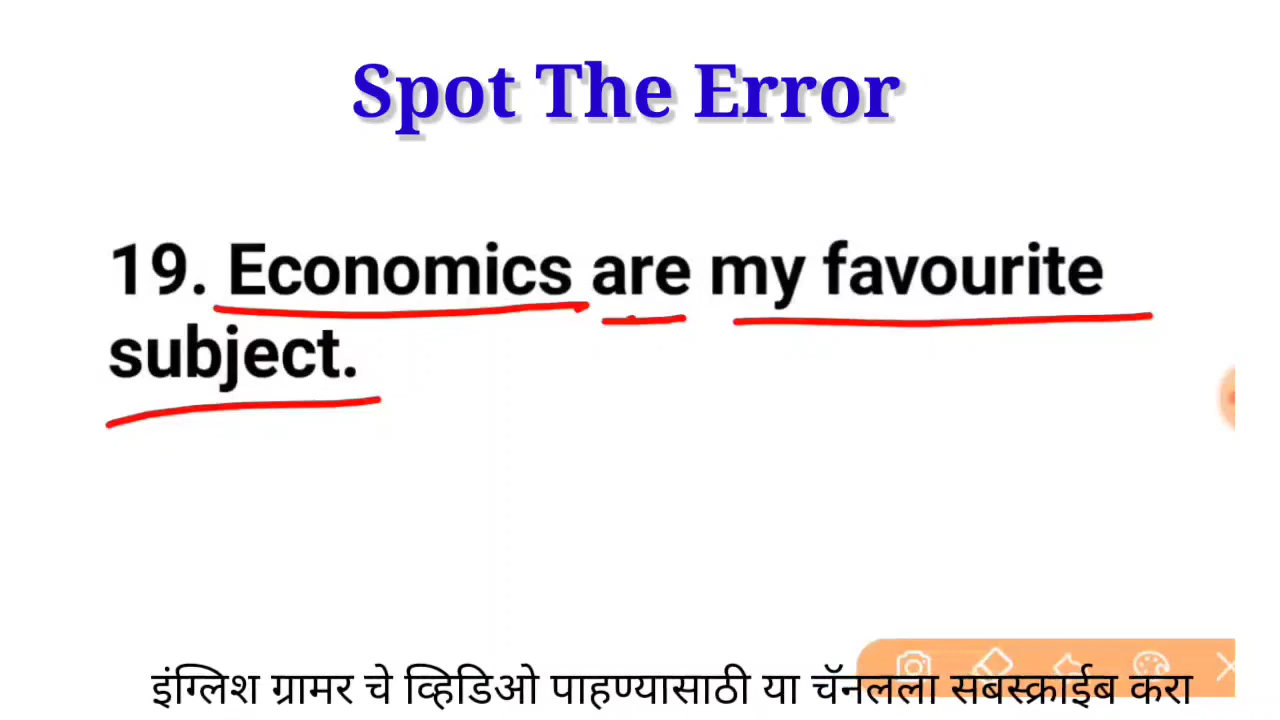 Spot The Error
19. Economics are my favourite
subject.
इंग्लिश ग्रामर चे व्हिडिओ पाहण्यासाठी या चॅनलला सबस्क्राईब करा